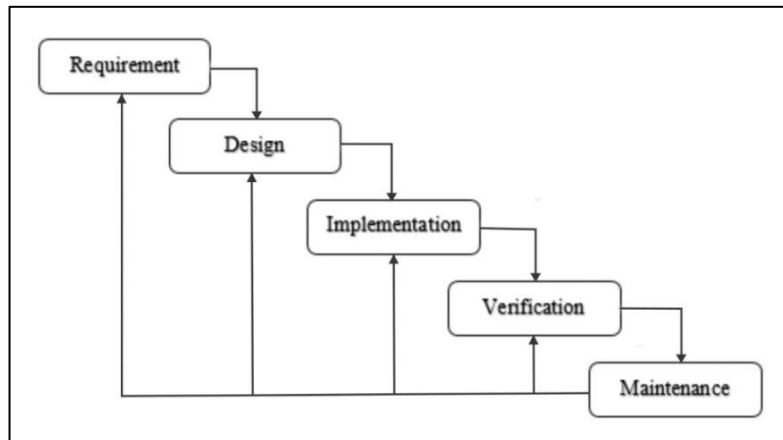 Requirement
Design
Implementation
Verification
Maintenance